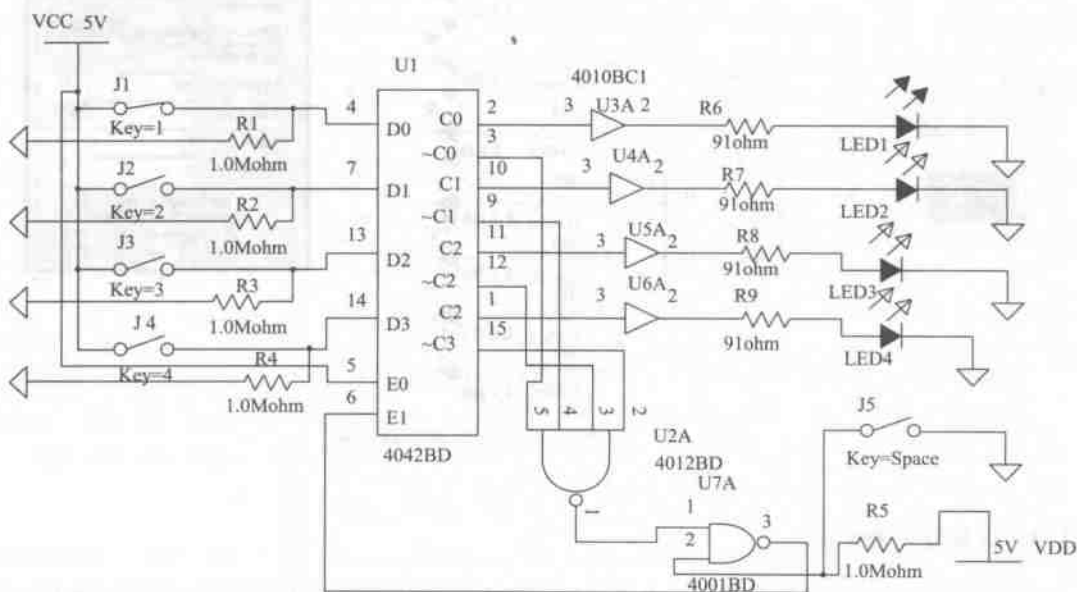 VCC 5V
J1
Key=1
R1
1.0Mohm
J2
Key=2
R2
1.0Mohm
J3
Key=3
R3
1.0Mohm
J 4
Key=4
R4
1.0Mohm
U1
4
7
13
14
5
6
D0
D1
D2
D3
E0
E1
C0
~C0
C1
~C1
C2
~C2
C2
~C3
2
3
10
9
11
12
1
15
4042BD
4010BC1
3 U3A 2
3 U4A 2
3 U5A 2
3 U6A 2
R6
91ohm
R7
91ohm
R8
91ohm
R9
91ohm
LED1
LED2
LED3
LED4
5 4 3 2
U2A
4012BD
1
U7A
1
2
3
4001BD
J5
Key=Space
R5
1.0Mohm
5V VDD